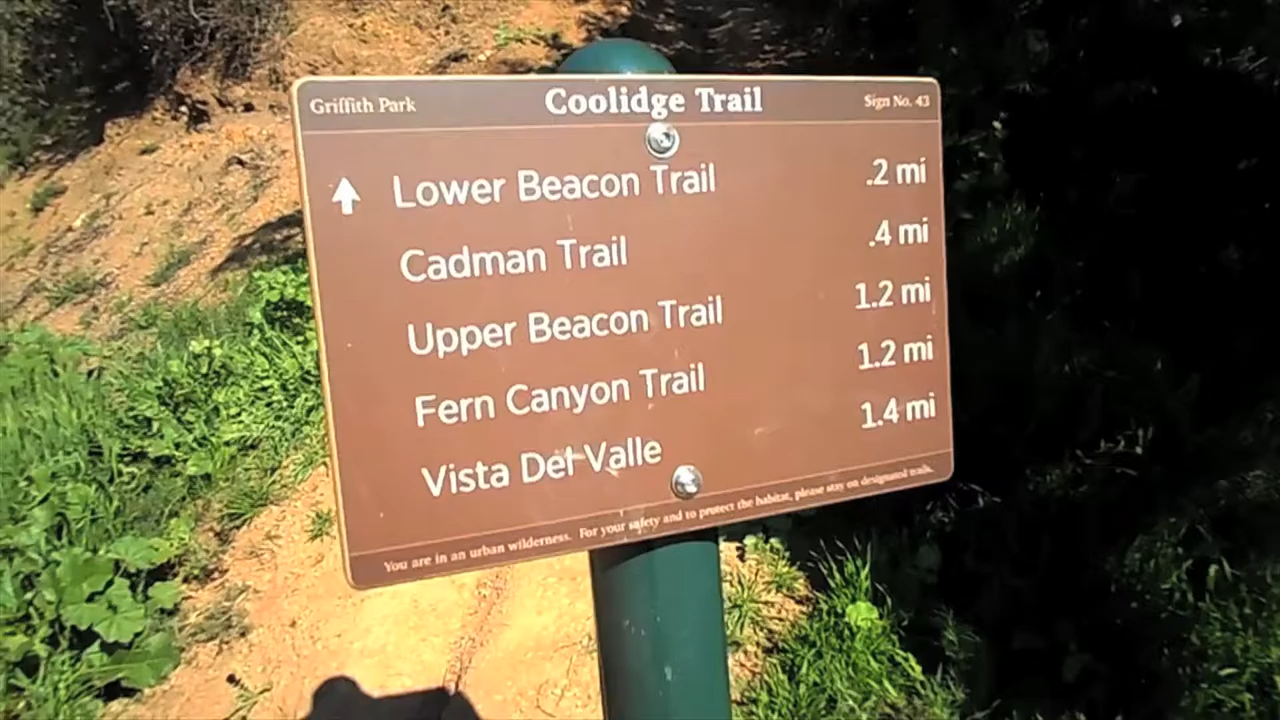 Griffith Park Coolidge Trail Sign No. 43
Lower Beacon Trail .2 mi
Cadman Trail .4 mi
Upper Beacon Trail 1.2 mi
Fern Canyon Trail 1.2 mi
Vista Del Valle 1.4 mi
You are in an urban wilderness. For your safety and to protect the habitat, please stay on designated trails.